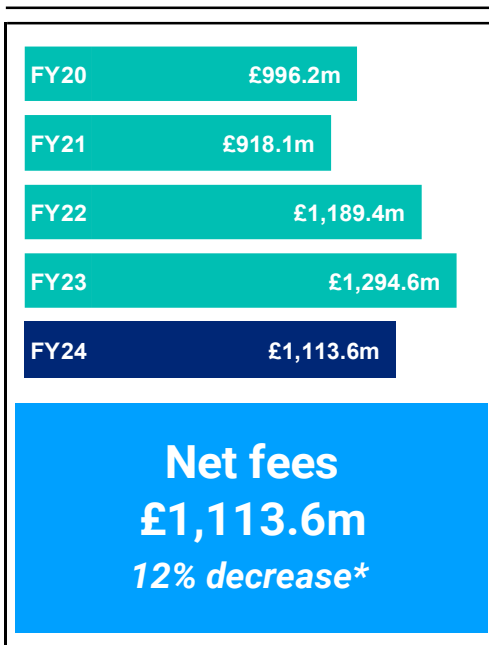 FY20 £996.2m
FY21 £918.1m
FY22 £1,189.4m
FY23 £1,294.6m
FY24 £1,113.6m
Net fees
£1,113.6m
12% decrease*